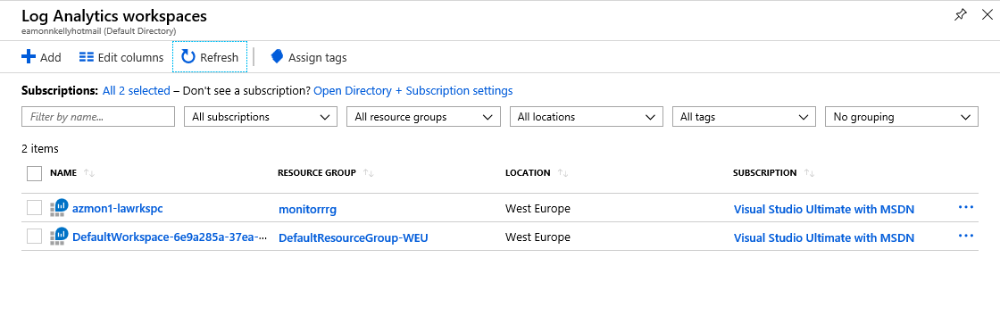 Log Analytics workspaces
eamonnkellyhotmail (Default Directory)
Add Edit columns Refresh Assign tags
Subscriptions: All 2 selected – Don't see a subscription? Open Directory + Subscription settings
Filter by name... All subscriptions All resource groups All locations All tags No grouping
2 items
NAME RESOURCE GROUP LOCATION SUBSCRIPTION
azmon1-lawrkspc monitorrrg West Europe Visual Studio Ultimate with MSDN ...
DefaultWorkspace-6e9a285a-37ea-... DefaultResourceGroup-WEU West Europe Visual Studio Ultimate with MSDN ...